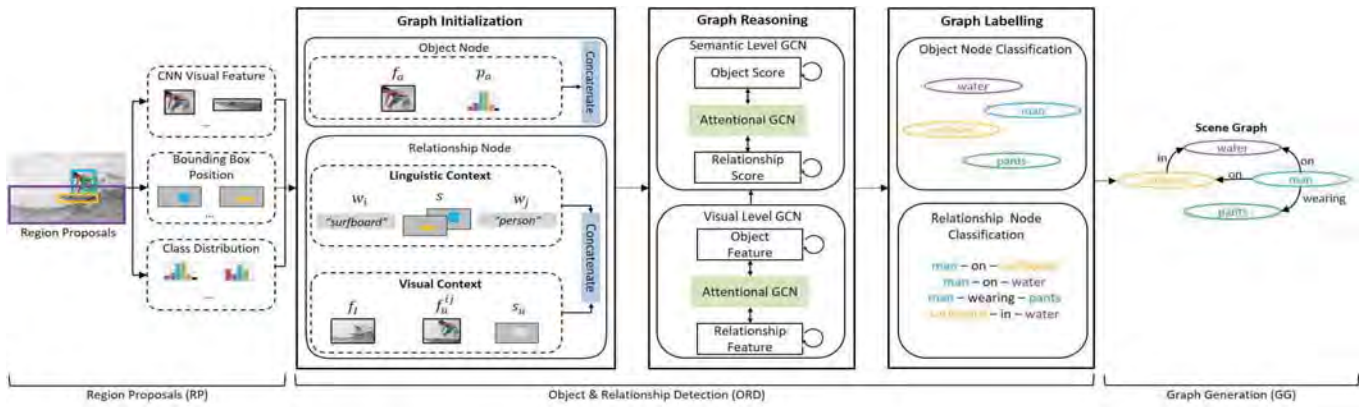 Region Proposals
CNN Visual Feature
...
Bounding Box
Position
...
Class Distribution
...
Graph Initialization
Object Node
fₐ
pₐ
Concatenate
Relationship Node
Linguistic Context
wᵢ
s
wⱼ
"surfboard"
"person"
Visual Context
f_I
f_u^{ij}
s_u
Concatenate
Graph Reasoning
Semantic Level GCN
Object Score
Attentional GCN
Relationship
Score
Visual Level GCN
Object
Feature
Attentional GCN
Relationship
Feature
Graph Labelling
Object Node Classification
water
man
pants
Relationship Node
Classification
man – on –
man – on – water
man – wearing – pants
– in – water
Scene Graph
water
in
on
on
man
wearing
pants
Region Proposals (RP)
Object & Relationship Detection (ORD)
Graph Generation (GG)